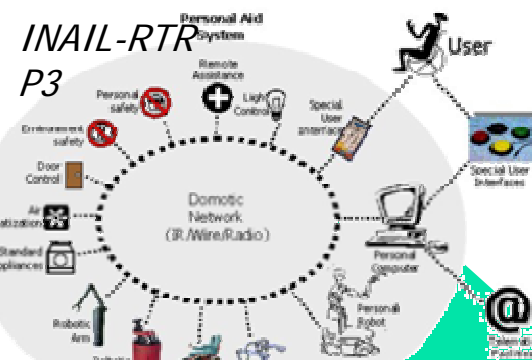 INAIL-RTR
P3
Personal Aid
System
Remote
Assistance
User
Personal
safety
Light
Control
Special
User
Interface
Environment
safety
Door
Control
Special User
Interfaces
Domotic
Network
(IR/Wire/Radio)
Air
Standard
Personal
Computer
Personal
Robot
Robotic
Arm
@